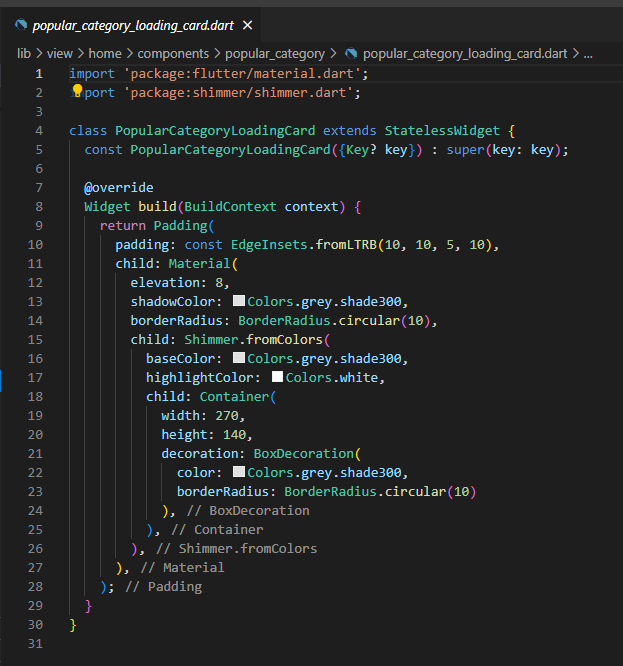 popular_category_loading_card.dart ×
lib > view > home > components > popular_category > popular_category_loading_card.dart > ...
1 import 'package:flutter/material.dart';
2 port 'package:shimmer/shimmer.dart';
3
4 class PopularCategoryLoadingCard extends StatelessWidget {
5   const PopularCategoryLoadingCard({Key? key}) : super(key: key);
6
7   @override
8   Widget build(BuildContext context) {
9     return Padding(
10       padding: const EdgeInsets.fromLTRB(10, 10, 5, 10),
11       child: Material(
12         elevation: 8,
13         shadowColor: Colors.grey.shade300,
14         borderRadius: BorderRadius.circular(10),
15         child: Shimmer.fromColors(
16           baseColor: Colors.grey.shade300,
17           highlightColor: Colors.white,
18           child: Container(
19             width: 270,
20             height: 140,
21             decoration: BoxDecoration(
22               color: Colors.grey.shade300,
23               borderRadius: BorderRadius.circular(10)
24             ), // BoxDecoration
25           ), // Container
26         ), // Shimmer.fromColors
27       ), // Material
28     ); // Padding
29   }
30 }
31